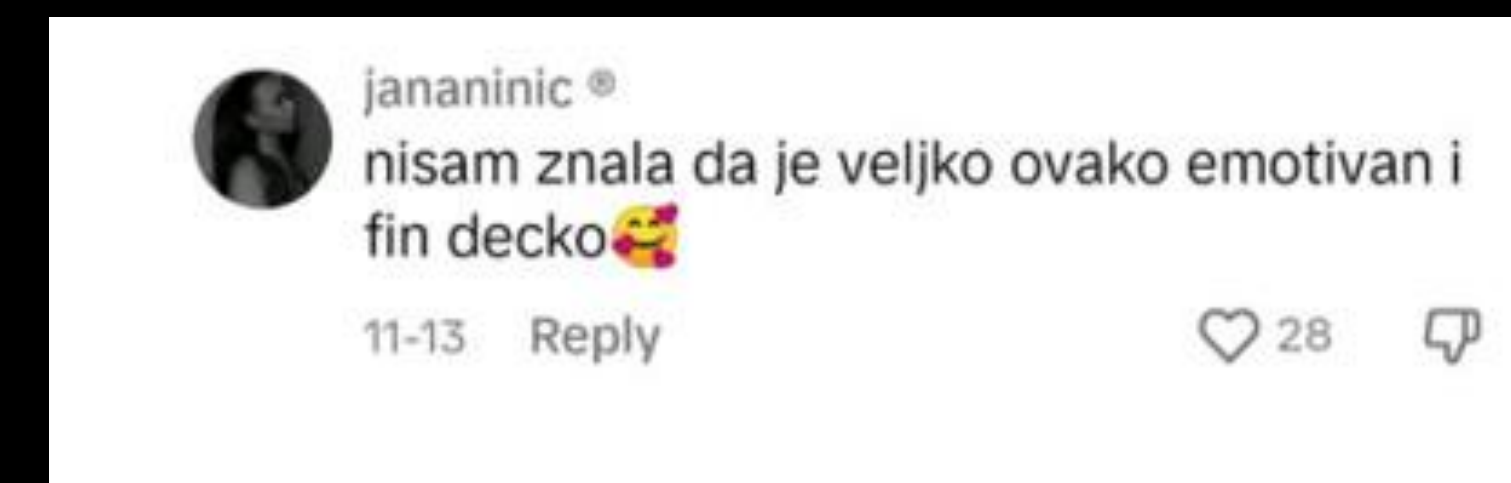 jananinic ®
nisam znala da je veljko ovako emotivan i
fin decko🥰
11-13 Reply 28